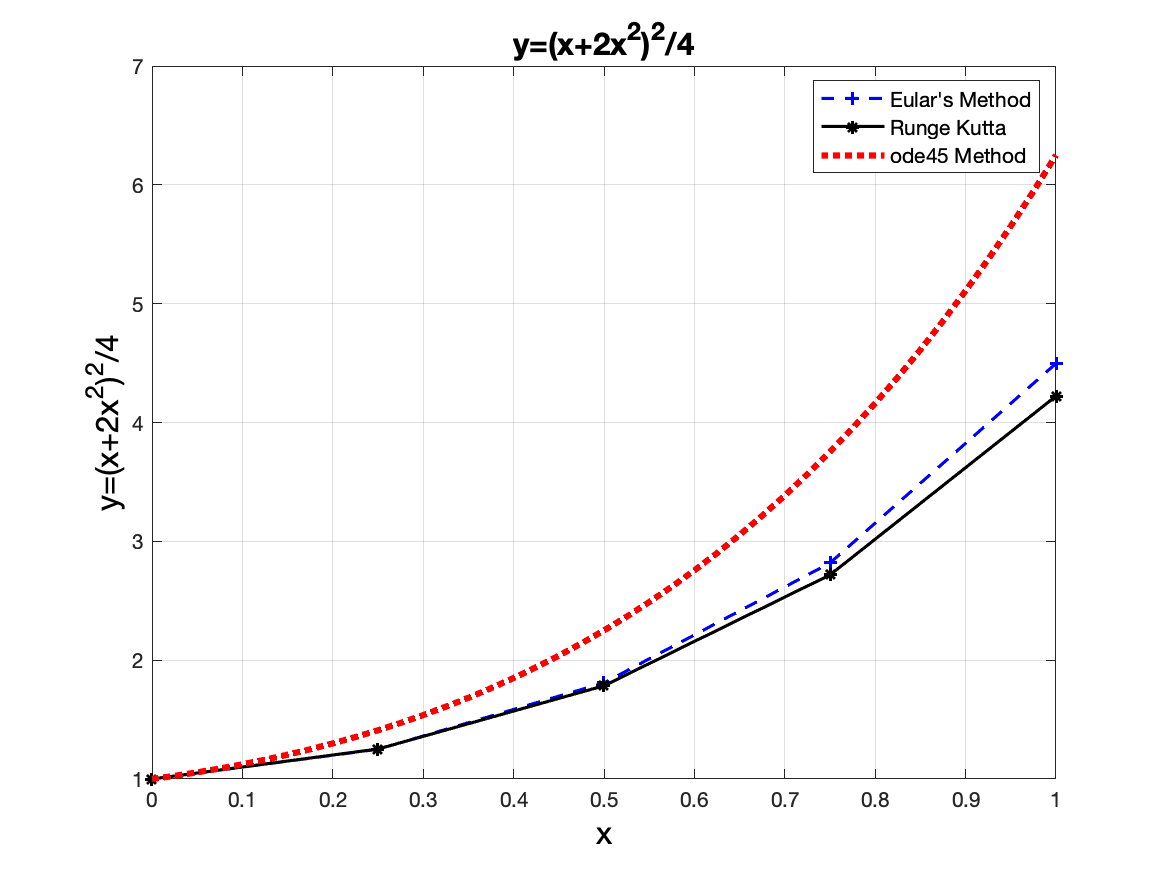 y=(x+2x²)²/4
7
6
5
4
3
2
1
y=(x+2x²)²/4
Eular's Method
Runge Kutta
ode45 Method
0 0.1 0.2 0.3 0.4 0.5 0.6 0.7 0.8 0.9 1
x